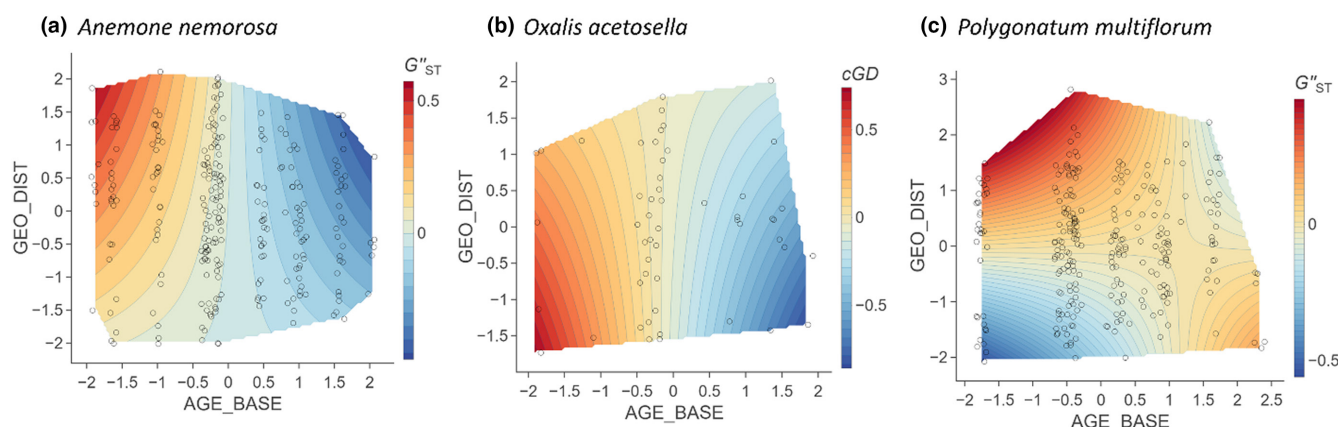 (a) Anemone nemorosa
G″ST
0.5
0
2
1.5
1
0.5
0
−0.5
−1
−1.5
−2
GEO_DIST
−2 −1.5 −1 −0.5 0 0.5 1 1.5 2
AGE_BASE
(b) Oxalis acetosella
cGD
0.5
0
−0.5
2
1.5
1
0.5
0
−0.5
−1
−1.5
GEO_DIST
−2 −1.5 −1 −0.5 0 0.5 1 1.5 2
AGE_BASE
(c) Polygonatum multiflorum
G″ST
0
−0.5
3
2
1
0
−1
−2
GEO_DIST
−2 −1.5 −1 −0.5 0 0.5 1 1.5 2 2.5
AGE_BASE